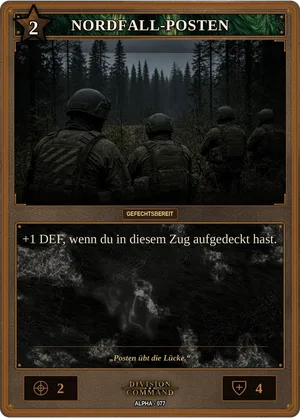 2
NORDFALL-POSTEN
GEFECHTSBEREIT
+1 DEF, wenn du in diesem Zug aufgedeckt hast.
„Posten übt die Lücke.“
2
DIVISION
COMMAND
ALPHA · 077
4